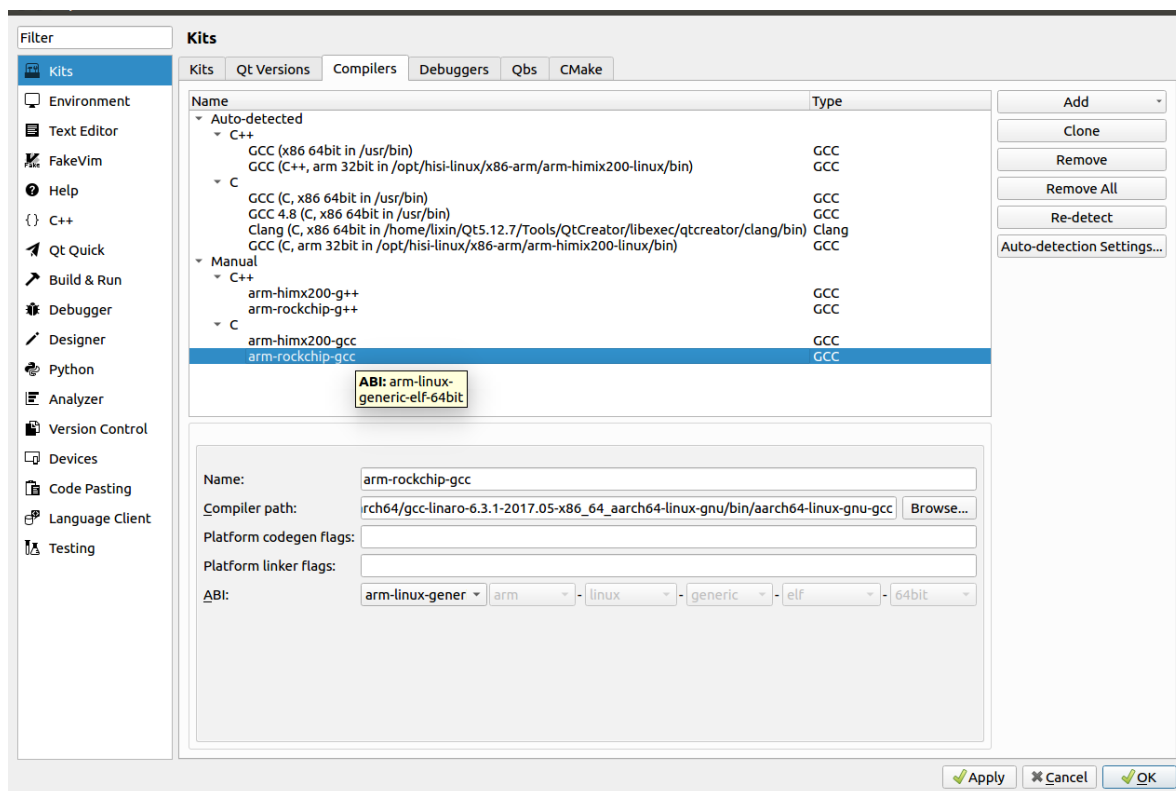 Filter
Kits
Kits
Environment
Text Editor
FakeVim
Help
{} C++
Qt Quick
Build & Run
Debugger
Designer
Python
Analyzer
Version Control
Devices
Code Pasting
Language Client
Testing
Kits Qt Versions Compilers Debuggers Qbs CMake
Name Type
Auto-detected
C++
GCC (x86 64bit in /usr/bin) GCC
GCC (C++, arm 32bit in /opt/hisi-linux/x86-arm/arm-himix200-linux/bin) GCC
C
GCC (C, x86 64bit in /usr/bin) GCC
GCC 4.8 (C, x86 64bit in /usr/bin) GCC
Clang (C, x86 64bit in /home/lixin/Qt5.12.7/Tools/QtCreator/libexec/qtcreator/clang/bin) Clang
GCC (C, arm 32bit in /opt/hisi-linux/x86-arm/arm-himix200-linux/bin) GCC
Manual
C++
arm-himx200-g++ GCC
arm-rockchip-g++ GCC
C
arm-himx200-gcc GCC
arm-rockchip-gcc GCC
ABI: arm-linux-
generic-elf-64bit
Add
Clone
Remove
Remove All
Re-detect
Auto-detection Settings...
Name: arm-rockchip-gcc
Compiler path: rch64/gcc-linaro-6.3.1-2017.05-x86_64_aarch64-linux-gnu/bin/aarch64-linux-gnu-gcc Browse...
Platform codegen flags:
Platform linker flags:
ABI: arm-linux-gener arm - linux - generic - elf - 64bit
Apply Cancel OK